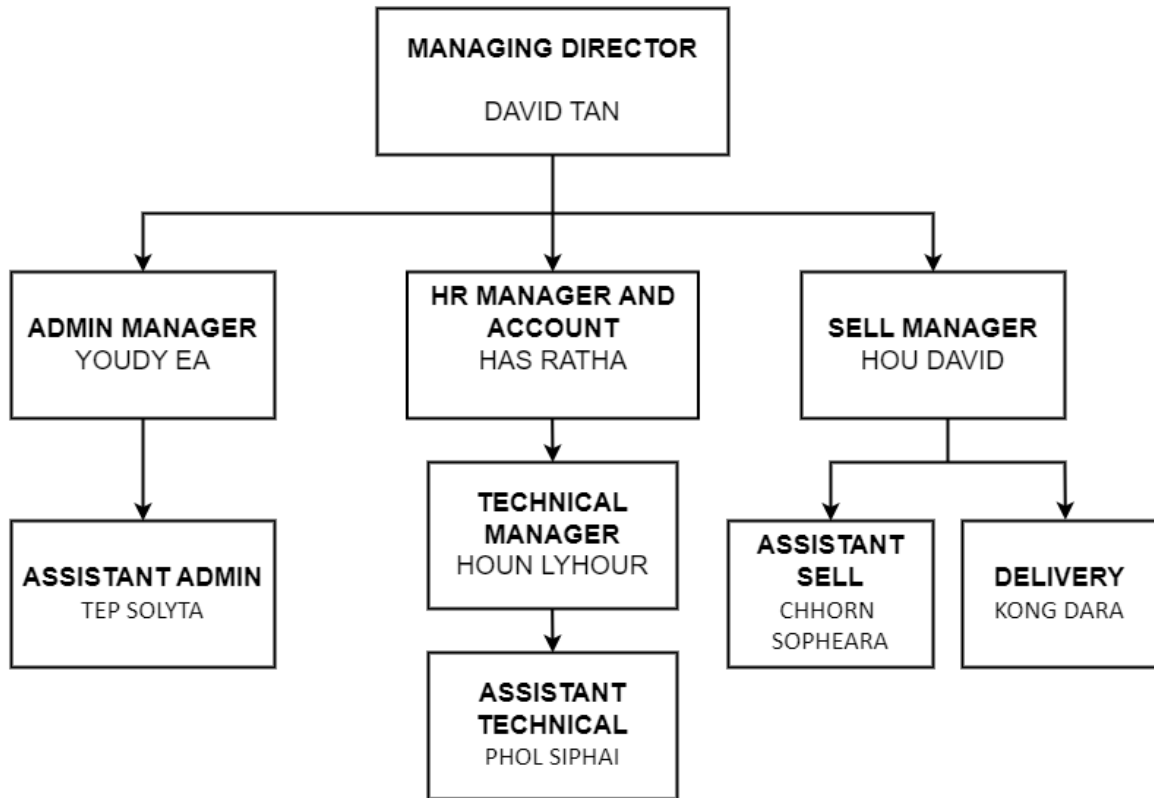 MANAGING DIRECTOR
DAVID TAN
ADMIN MANAGER
YOUDY EA
HR MANAGER AND
ACCOUNT
HAS RATHA
SELL MANAGER
HOU DAVID
TECHNICAL
MANAGER
HOUN LYHOUR
ASSISTANT ADMIN
TEP SOLYTA
ASSISTANT
SELL
CHHORN
SOPHEARA
DELIVERY
KONG DARA
ASSISTANT
TECHNICAL
PHOL SIPHAI